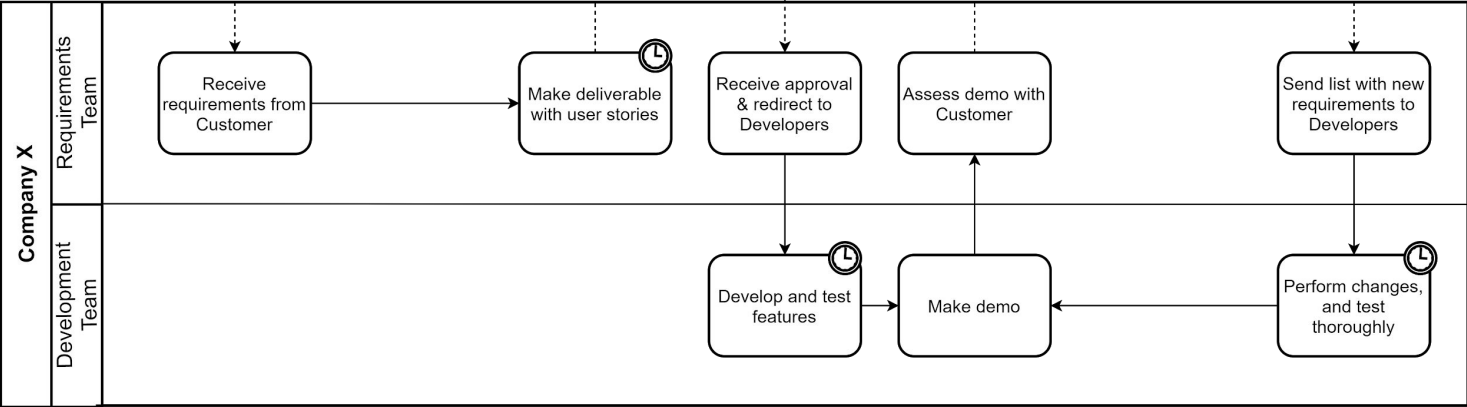 Company X
Requirements
Team
Receive
requirements from
Customer
Make deliverable
with user stories
Receive approval
& redirect to
Developers
Assess demo with
Customer
Send list with new
requirements to
Developers
Development
Team
Develop and test
features
Make demo
Perform changes,
and test
thoroughly